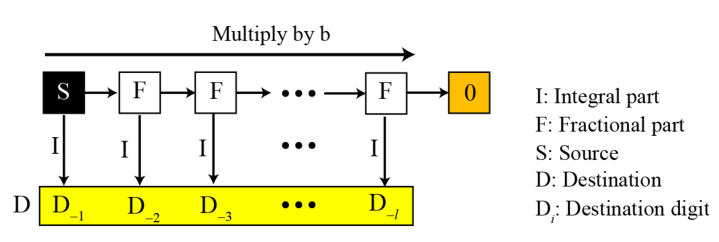 Multiply by b
S F F ••• F 0
I I I ••• I
D D₋₁ D₋₂ D₋₃ ••• D₋ₗ
I: Integral part
F: Fractional part
S: Source
D: Destination
Dᵢ: Destination digit